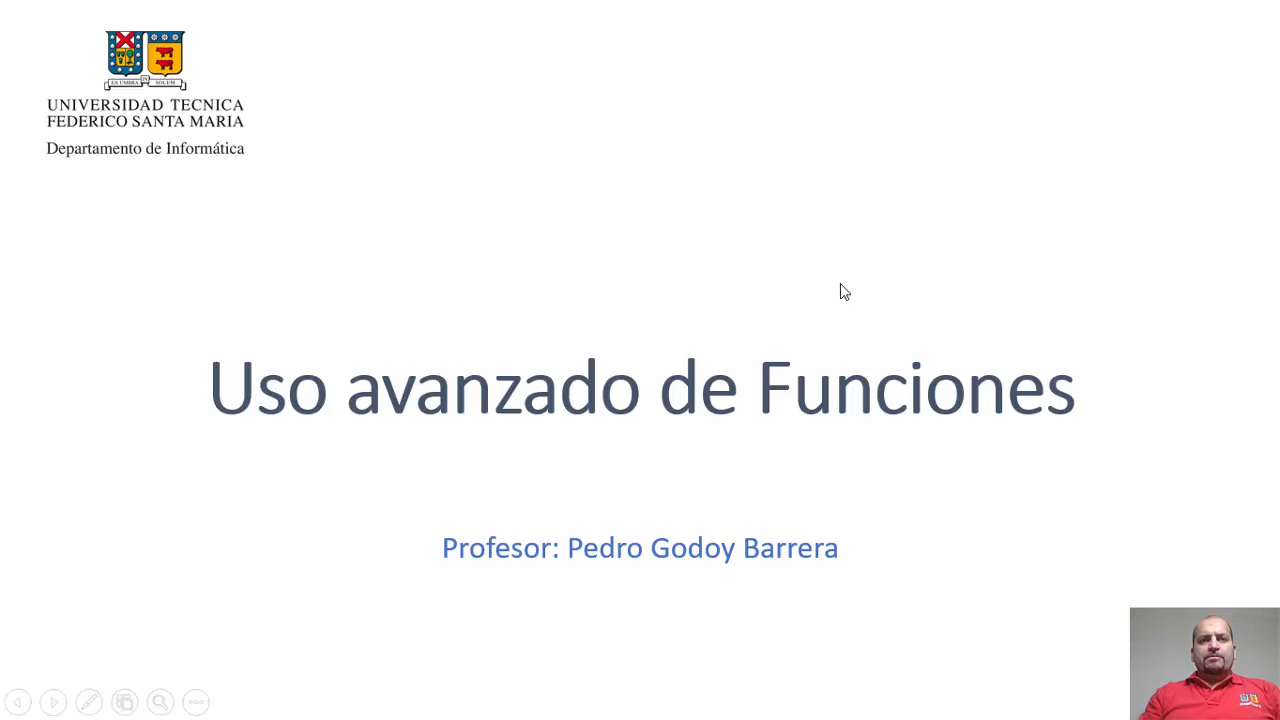 EX UMBRA IN SOLEM
UNIVERSIDAD TECNICA
FEDERICO SANTA MARIA
Departamento de Informática
Uso avanzado de Funciones
Profesor: Pedro Godoy Barrera